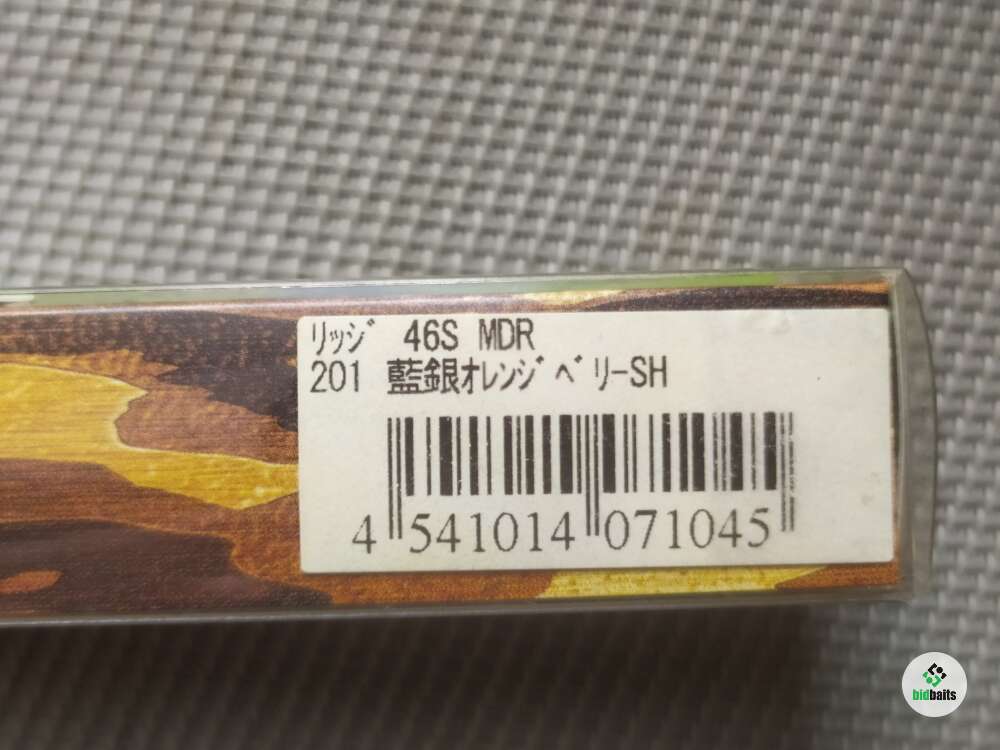 ﾘｯｼﾞ 46S MDR
201 藍銀ｵﾚﾝｼﾞﾍﾞﾘｰSH
4 541014 071045
bidbaits